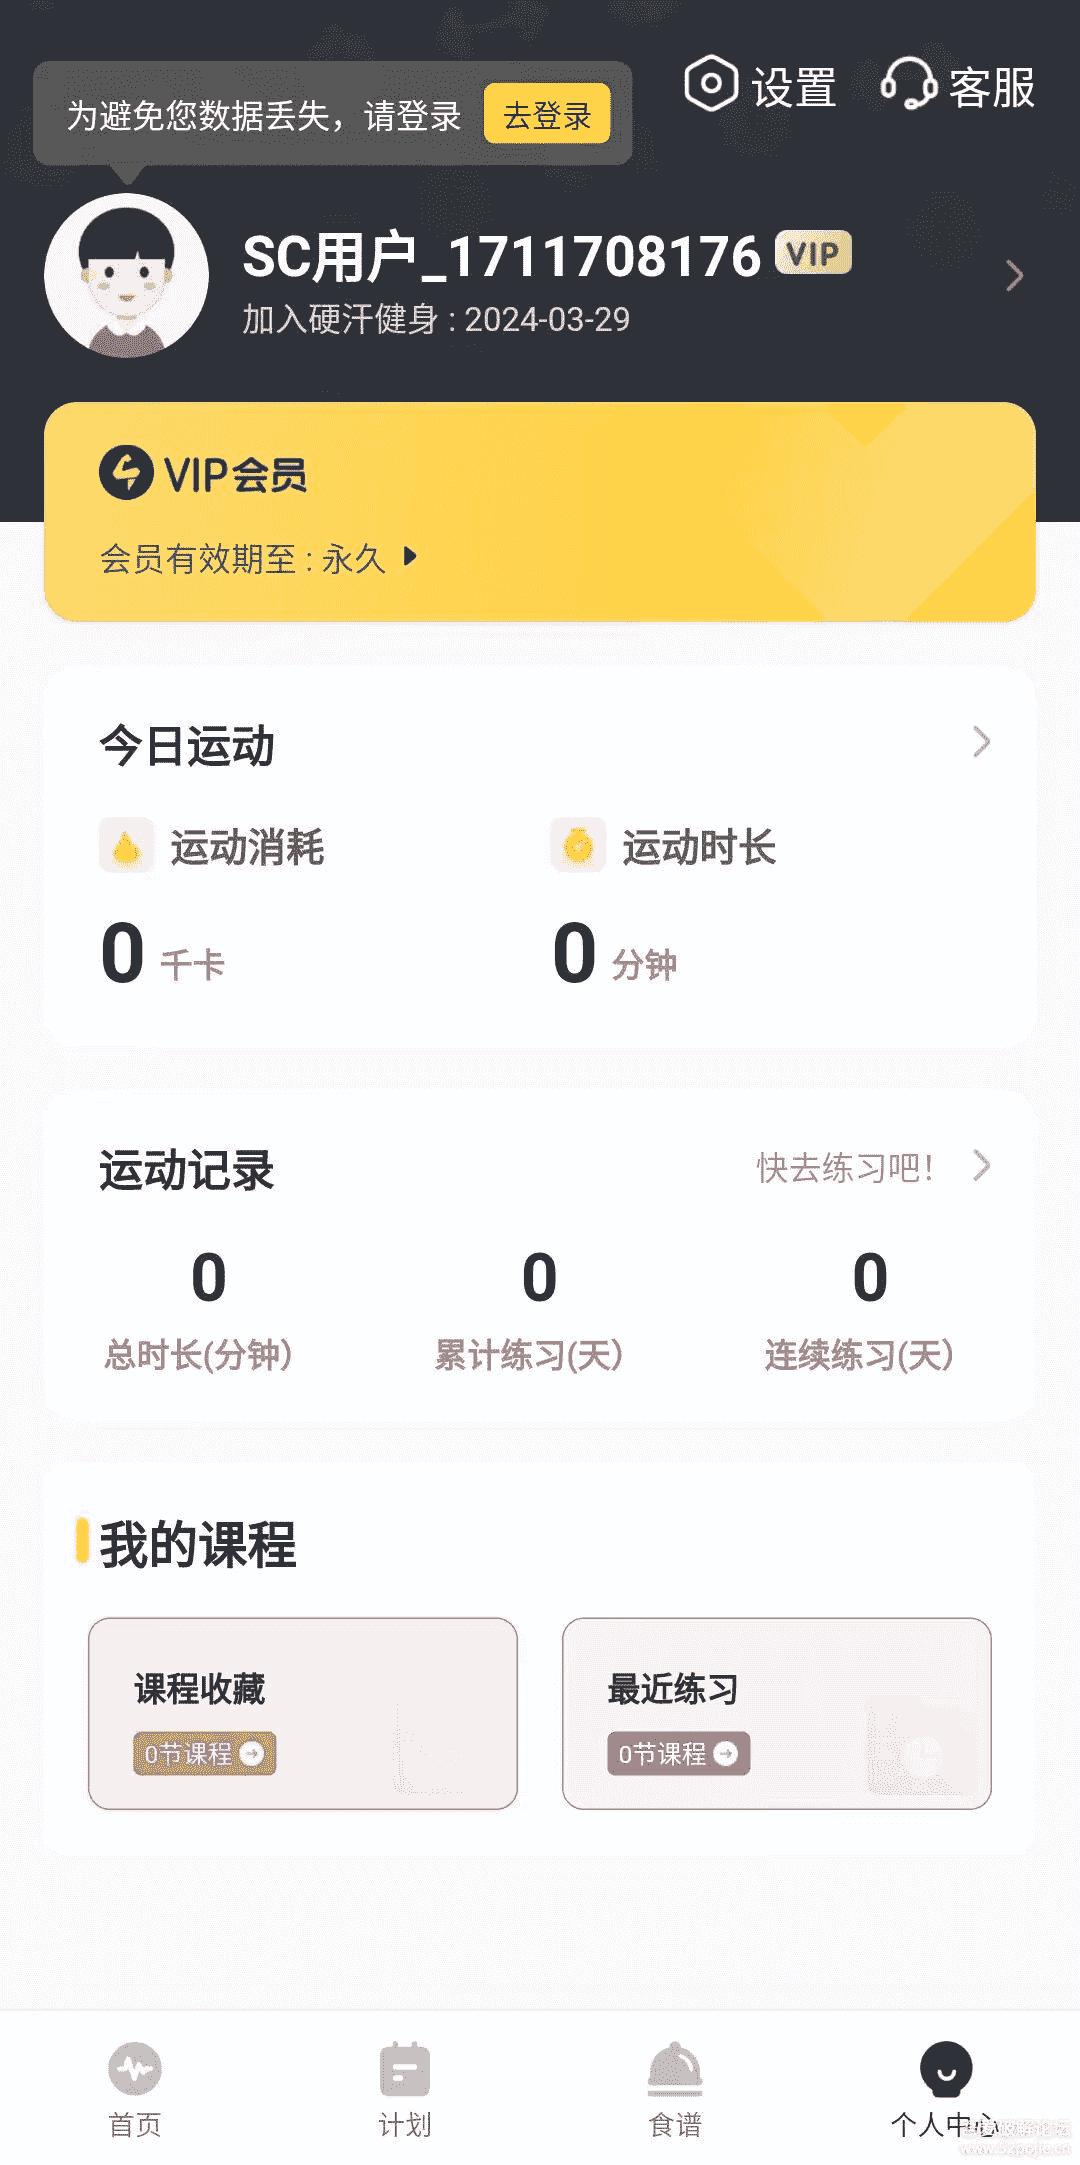 设置
客服
为避免您数据丢失，请登录
去登录
SC用户_1711708176
VIP
加入硬汗健身 : 2024-03-29
VIP会员
会员有效期至 : 永久
今日运动
运动消耗
运动时长
0 千卡
0 分钟
运动记录
快去练习吧！
0
0
0
总时长(分钟)
累计练习(天)
连续练习(天)
我的课程
课程收藏
最近练习
0节课程
0节课程
首页
计划
食谱
个人中心
www.52pojie.cn